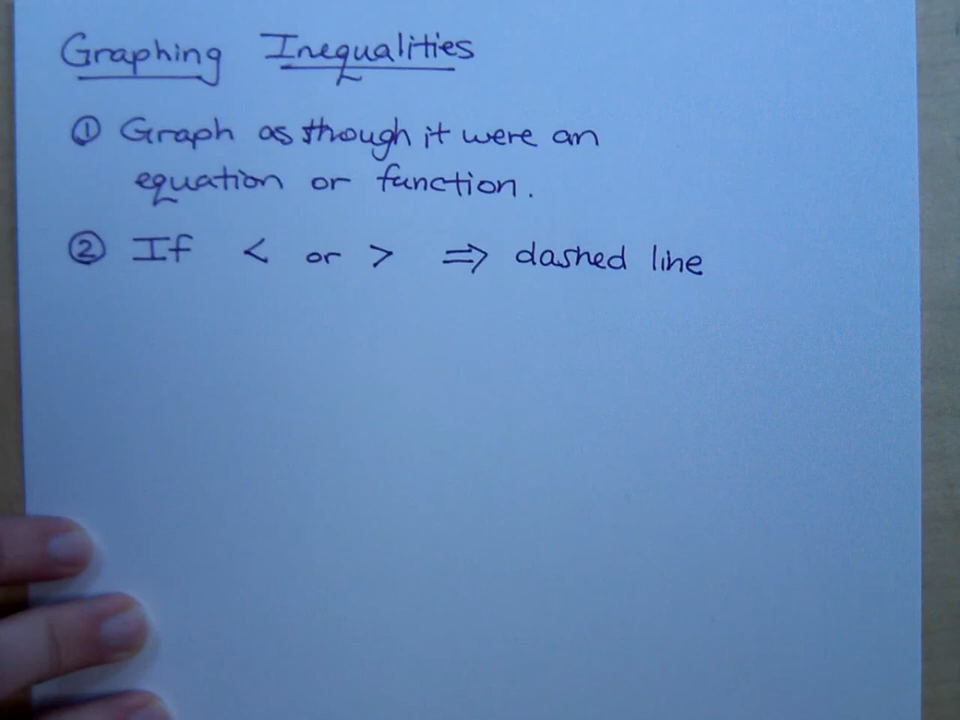 Graphing Inequalities
① Graph as though it were an
equation or function.
② If < or > ⇒ dashed line